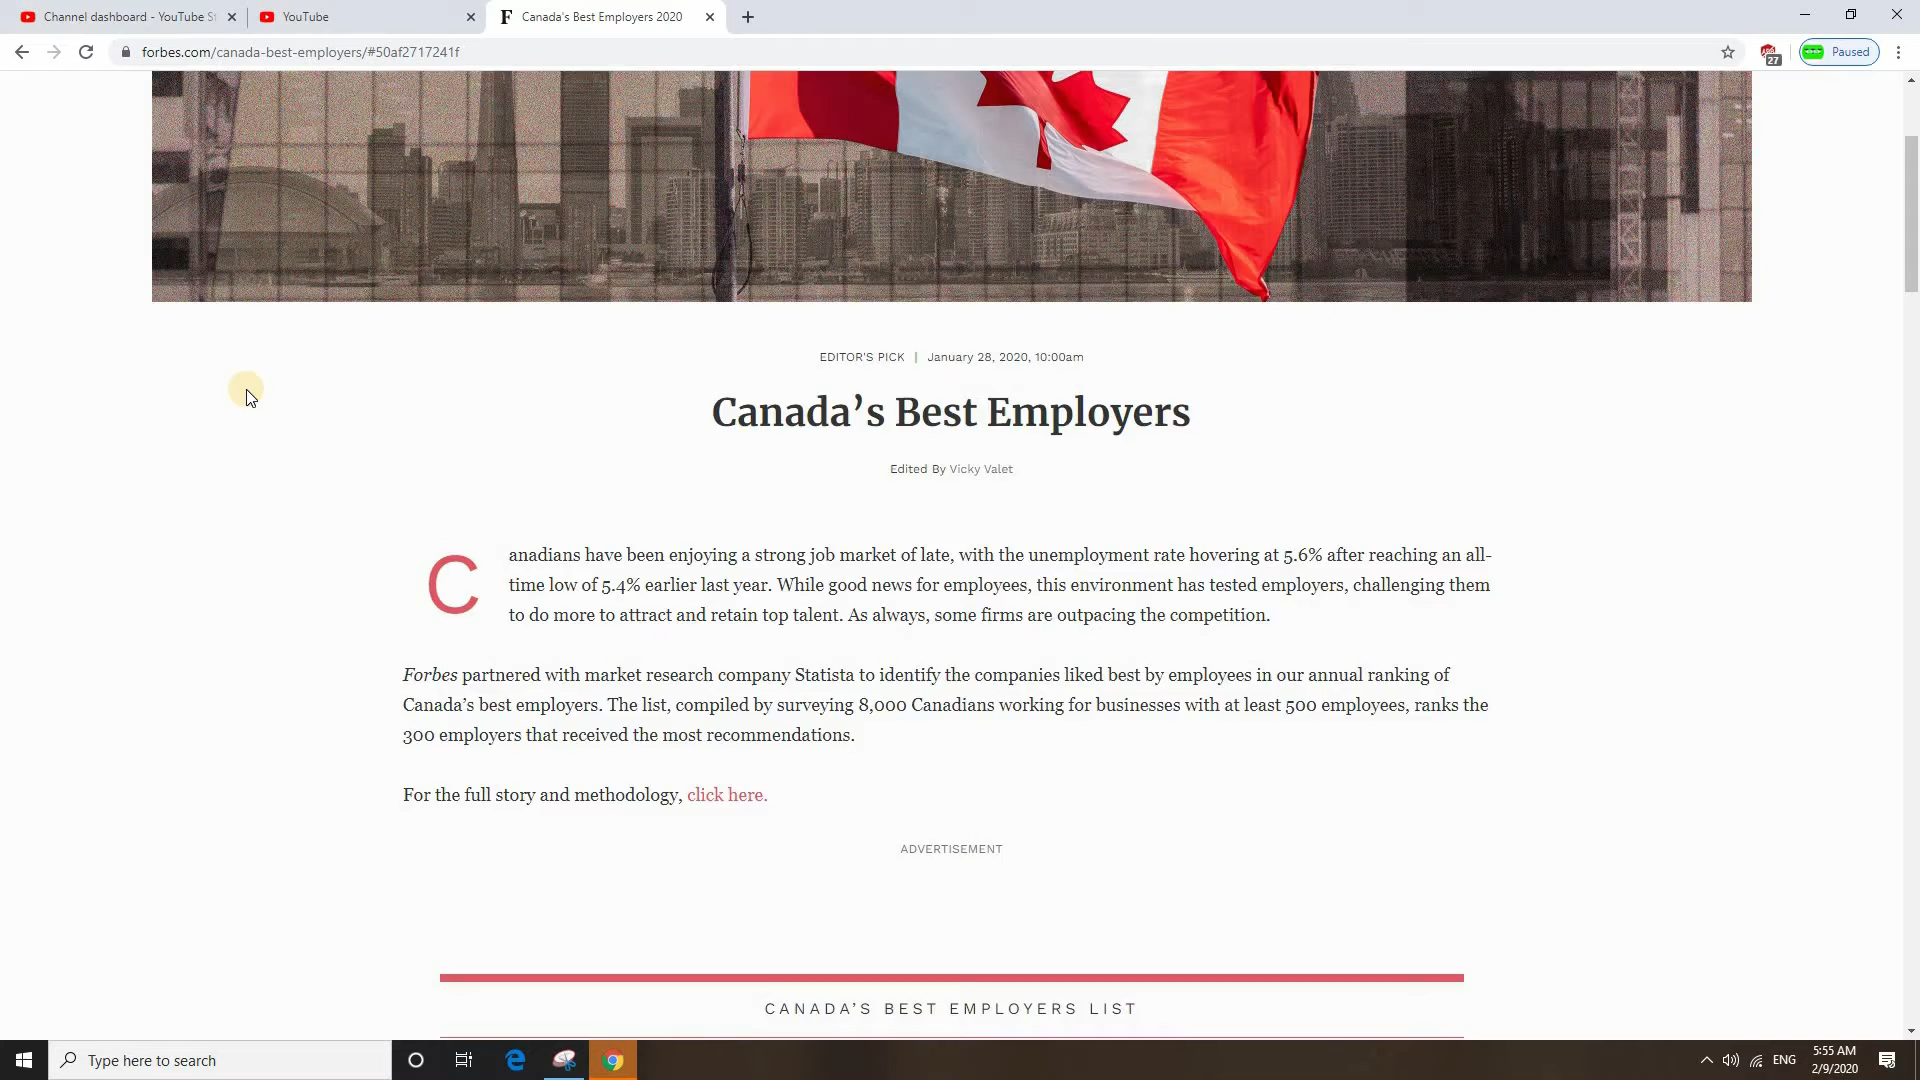 Channel dashboard - YouTube St
YouTube
Canada's Best Employers 2020
forbes.com/canada-best-employers/#50af2717241f
27
Paused
EDITOR'S PICK | January 28, 2020, 10:00am
Canada’s Best Employers
Edited By Vicky Valet
Canadians have been enjoying a strong job market of late, with the unemployment rate hovering at 5.6% after reaching an all-
time low of 5.4% earlier last year. While good news for employees, this environment has tested employers, challenging them
to do more to attract and retain top talent. As always, some firms are outpacing the competition.
Forbes partnered with market research company Statista to identify the companies liked best by employees in our annual ranking of
Canada’s best employers. The list, compiled by surveying 8,000 Canadians working for businesses with at least 500 employees, ranks the
300 employers that received the most recommendations.
For the full story and methodology, click here.
ADVERTISEMENT
CANADA’S BEST EMPLOYERS LIST
Type here to search
ENG
5:55 AM
2/9/2020